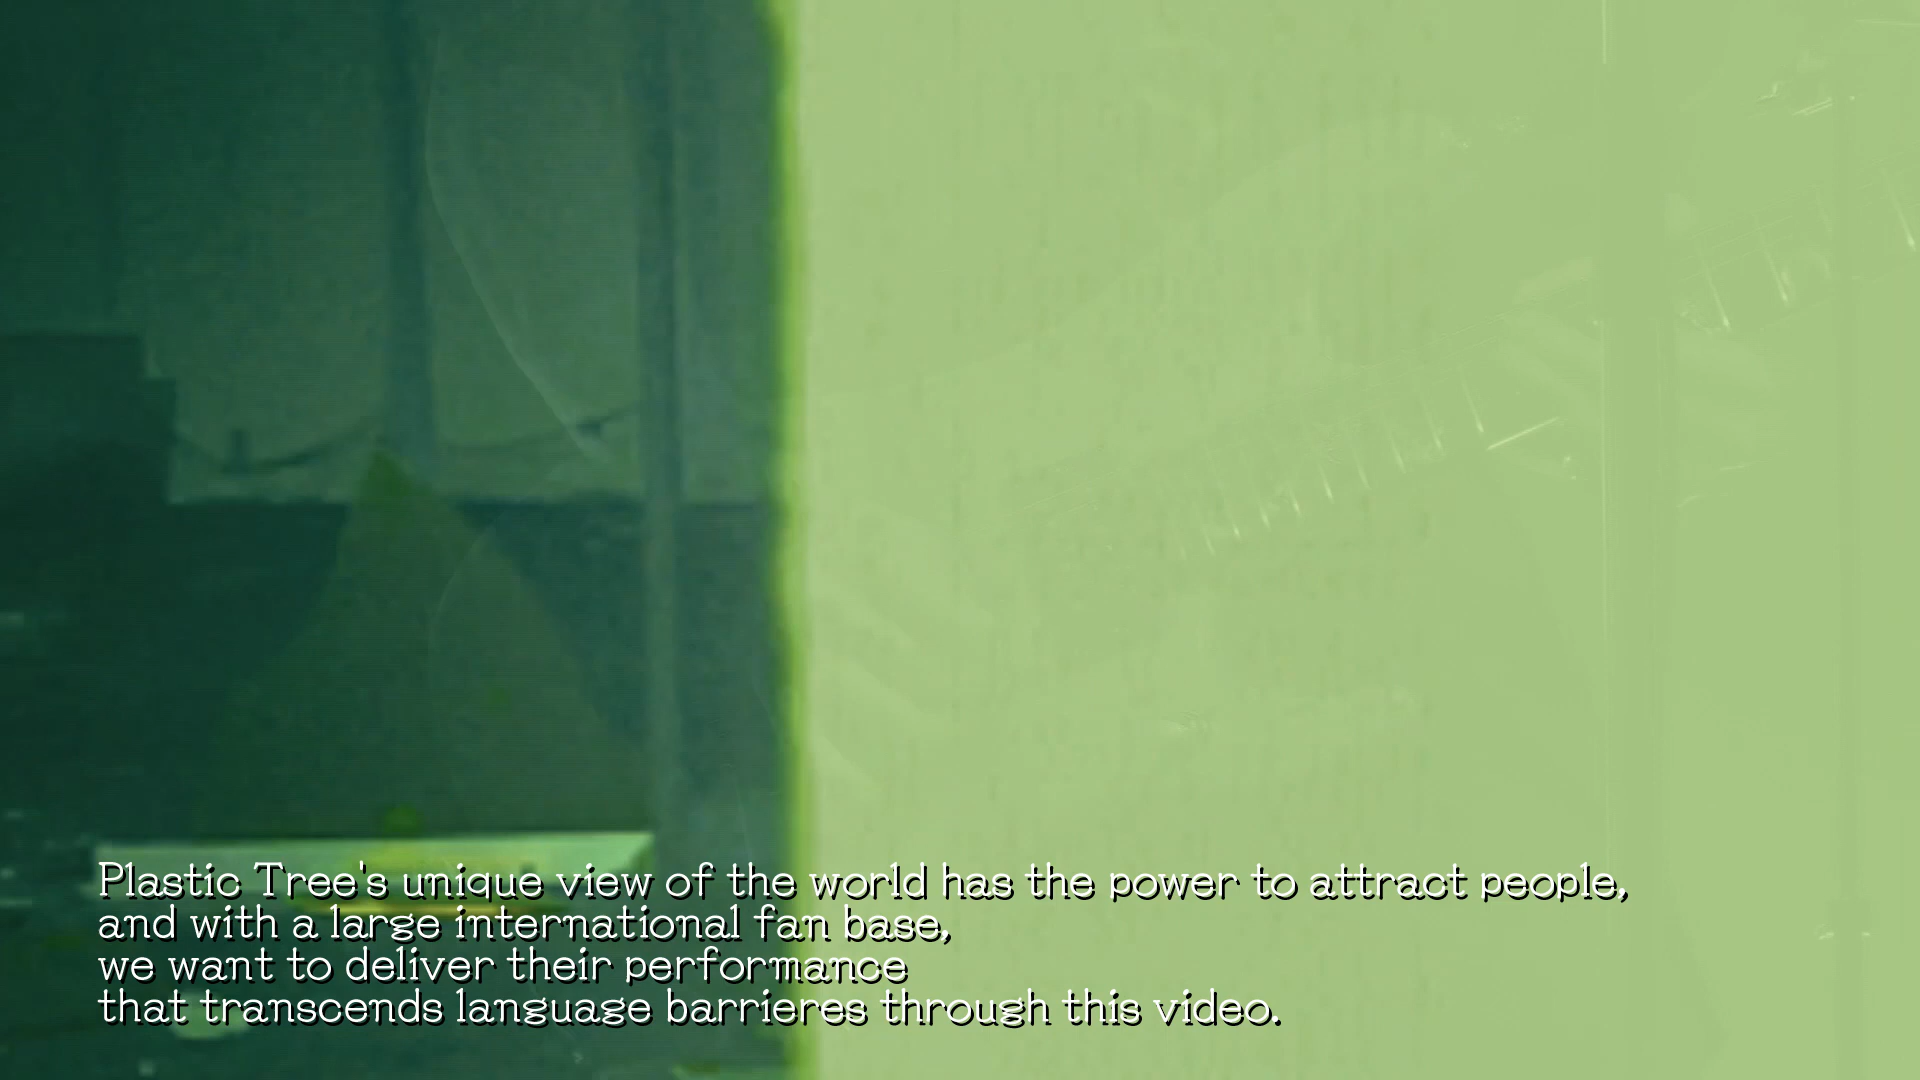 Plastic Tree's unique view of the world has the power to attract people,
and with a large international fan base,
we want to deliver their performance
that transcends language barrieres through this video.